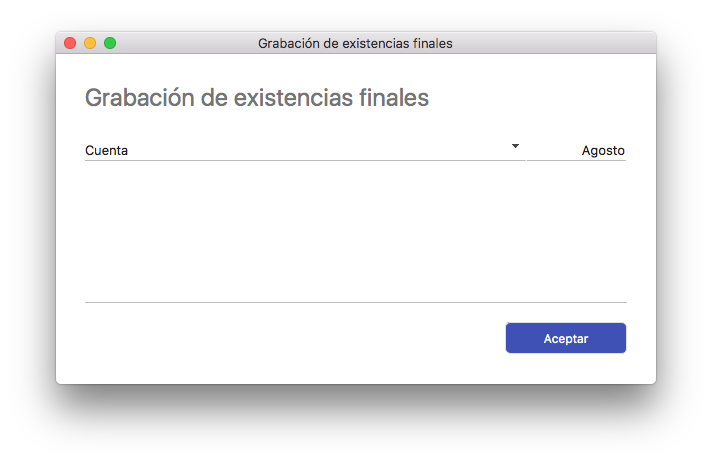 Grabación de existencias finales
Grabación de existencias finales
Cuenta Agosto
Aceptar